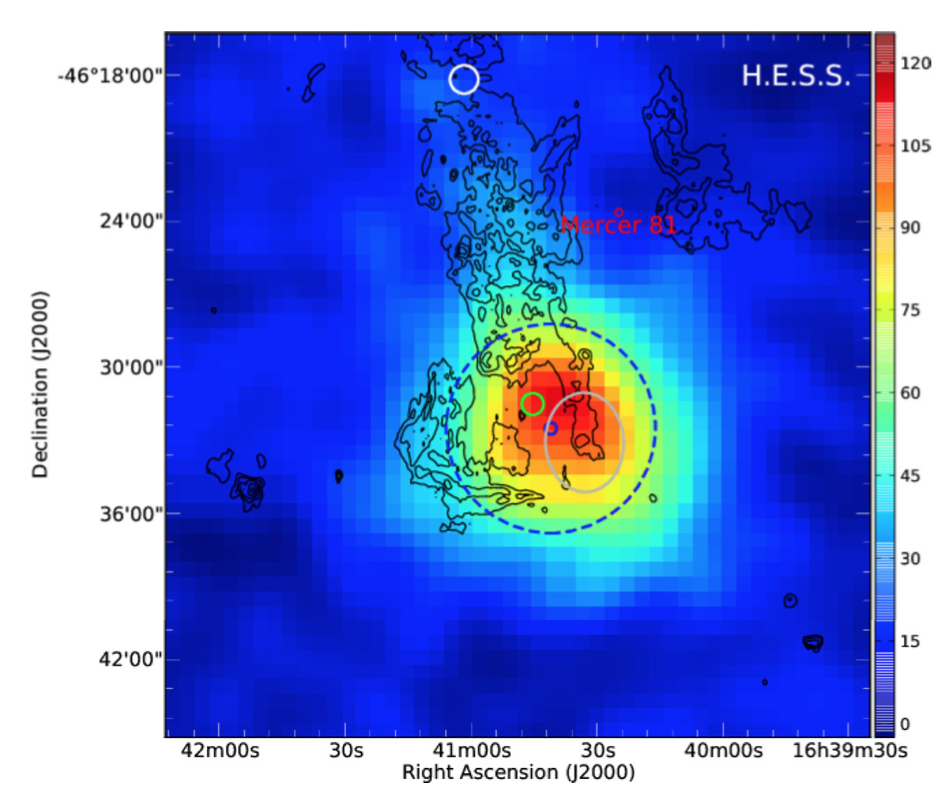 H.E.S.S.
Mercer 81
-46°18'00"
24'00"
30'00"
36'00"
42'00"
Declination (J2000)
42m00s 30s 41m00s 30s 40m00s 16h39m30s
Right Ascension (J2000)
120
105
90
75
60
45
30
15
0